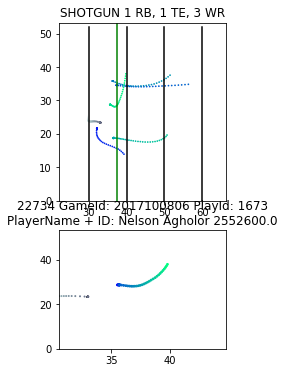 SHOTGUN 1 RB, 1 TE, 3 WR
50
40
30
20
10
0
30 40 50 60
22734 GameId: 2017100806 PlayId: 1673
PlayerName + ID: Nelson Agholor 2552600.0
40
20
0
35 40